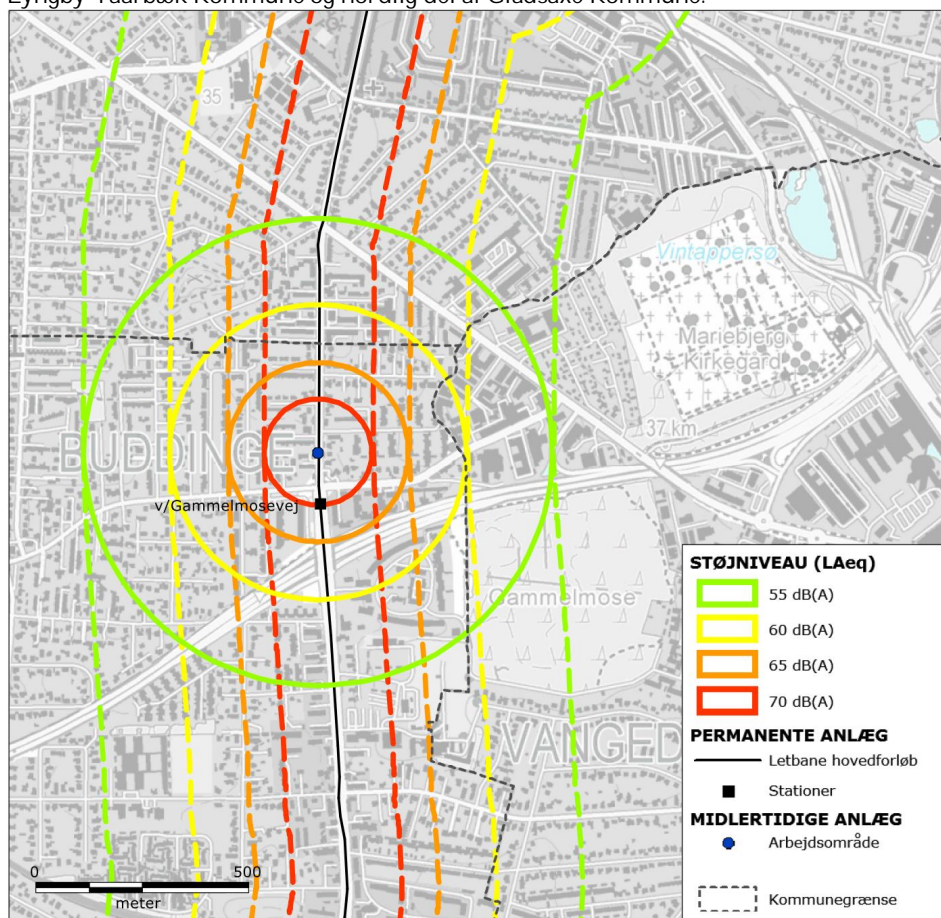 Lyngby-Taarbæk Kommune og nordlig del af Gladsaxe Kommune.
35
Vintappersø
Mariebjerg
Kirkegård
37 km
BUDDINGE
v/Gammelmosevej
Gammelmose
VANGED
STØJNIVEAU (LAeq)
55 dB(A)
60 dB(A)
65 dB(A)
70 dB(A)
PERMANENTE ANLÆG
Letbane hovedforløb
Stationer
MIDLERTIDIGE ANLÆG
Arbejdsområde
Kommunegrænse
0 500
meter